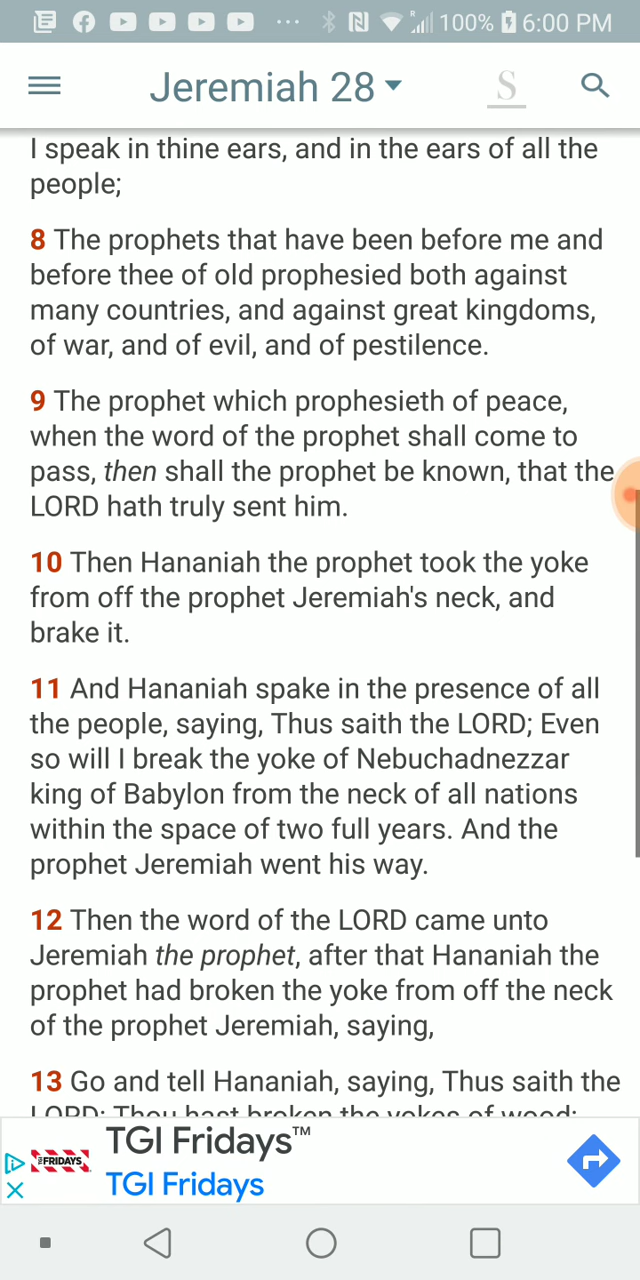 100% 6:00 PM
Jeremiah 28 S
I speak in thine ears, and in the ears of all the
people;
8 The prophets that have been before me and
before thee of old prophesied both against
many countries, and against great kingdoms,
of war, and of evil, and of pestilence.
9 The prophet which prophesieth of peace,
when the word of the prophet shall come to
pass, then shall the prophet be known, that the
LORD hath truly sent him.
10 Then Hananiah the prophet took the yoke
from off the prophet Jeremiah's neck, and
brake it.
11 And Hananiah spake in the presence of all
the people, saying, Thus saith the LORD; Even
so will I break the yoke of Nebuchadnezzar
king of Babylon from the neck of all nations
within the space of two full years. And the
prophet Jeremiah went his way.
12 Then the word of the LORD came unto
Jeremiah the prophet, after that Hananiah the
prophet had broken the yoke from off the neck
of the prophet Jeremiah, saying,
13 Go and tell Hananiah, saying, Thus saith the
LORD; Thou hast broken the yokes of wood;
TGI Fridays™
FRIDAYS
TGI Fridays